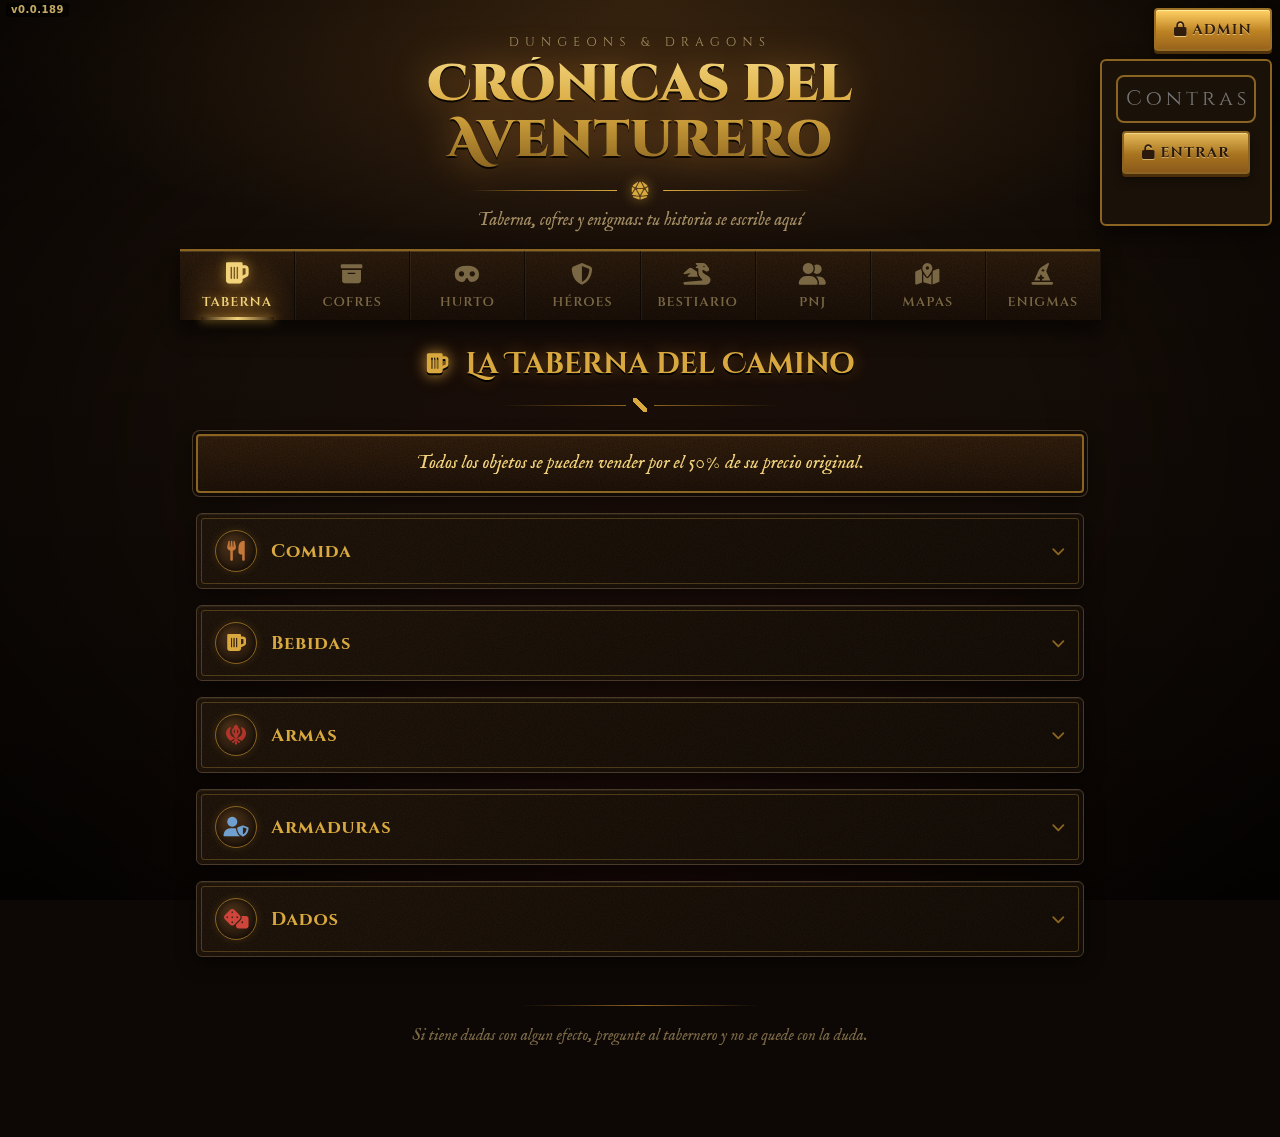 v0.0.189
ADMIN
DUNGEONS & DRAGONS
CRÓNICAS DEL
AVENTURERO
CONTRAS
ENTRAR
Taberna, cofres y enigmas: tu historia se escribe aquí
TABERNA
COFRES
HURTO
HÉROES
BESTIARIO
PNJ
MAPAS
ENIGMAS
LA TABERNA DEL CAMINO
Todos los objetos se pueden vender por el 50% de su precio original.
COMIDA
BEBIDAS
ARMAS
ARMADURAS
DADOS
Si tiene dudas con algun efecto, pregunte al tabernero y no se quede con la duda.